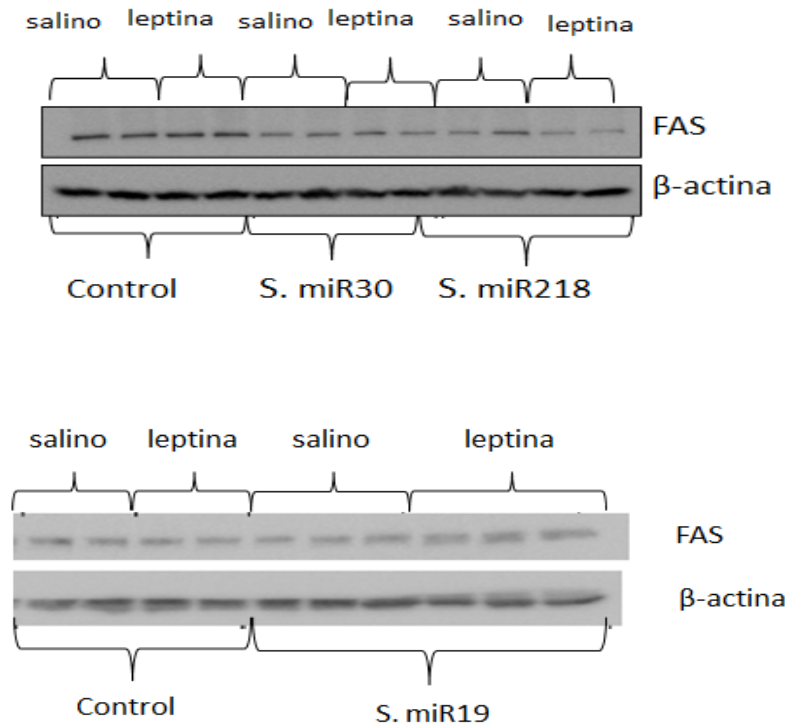 salino leptina salino leptina salino leptina
FAS
β-actina
Control S. miR30 S. miR218
salino leptina salino leptina
FAS
β-actina
Control S. miR19